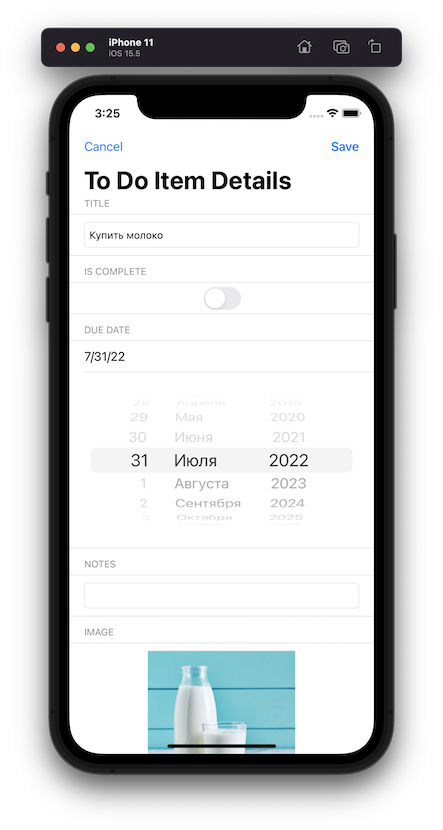 iPhone 11
iOS 15.5
3:25
Cancel
Save
To Do Item Details
TITLE
Купить молоко
IS COMPLETE
DUE DATE
7/31/22
28 Апреля 2019
29 Мая 2020
30 Июня 2021
31 Июля 2022
1 Августа 2023
2 Сентября 2024
3 Октября 2025
NOTES
IMAGE